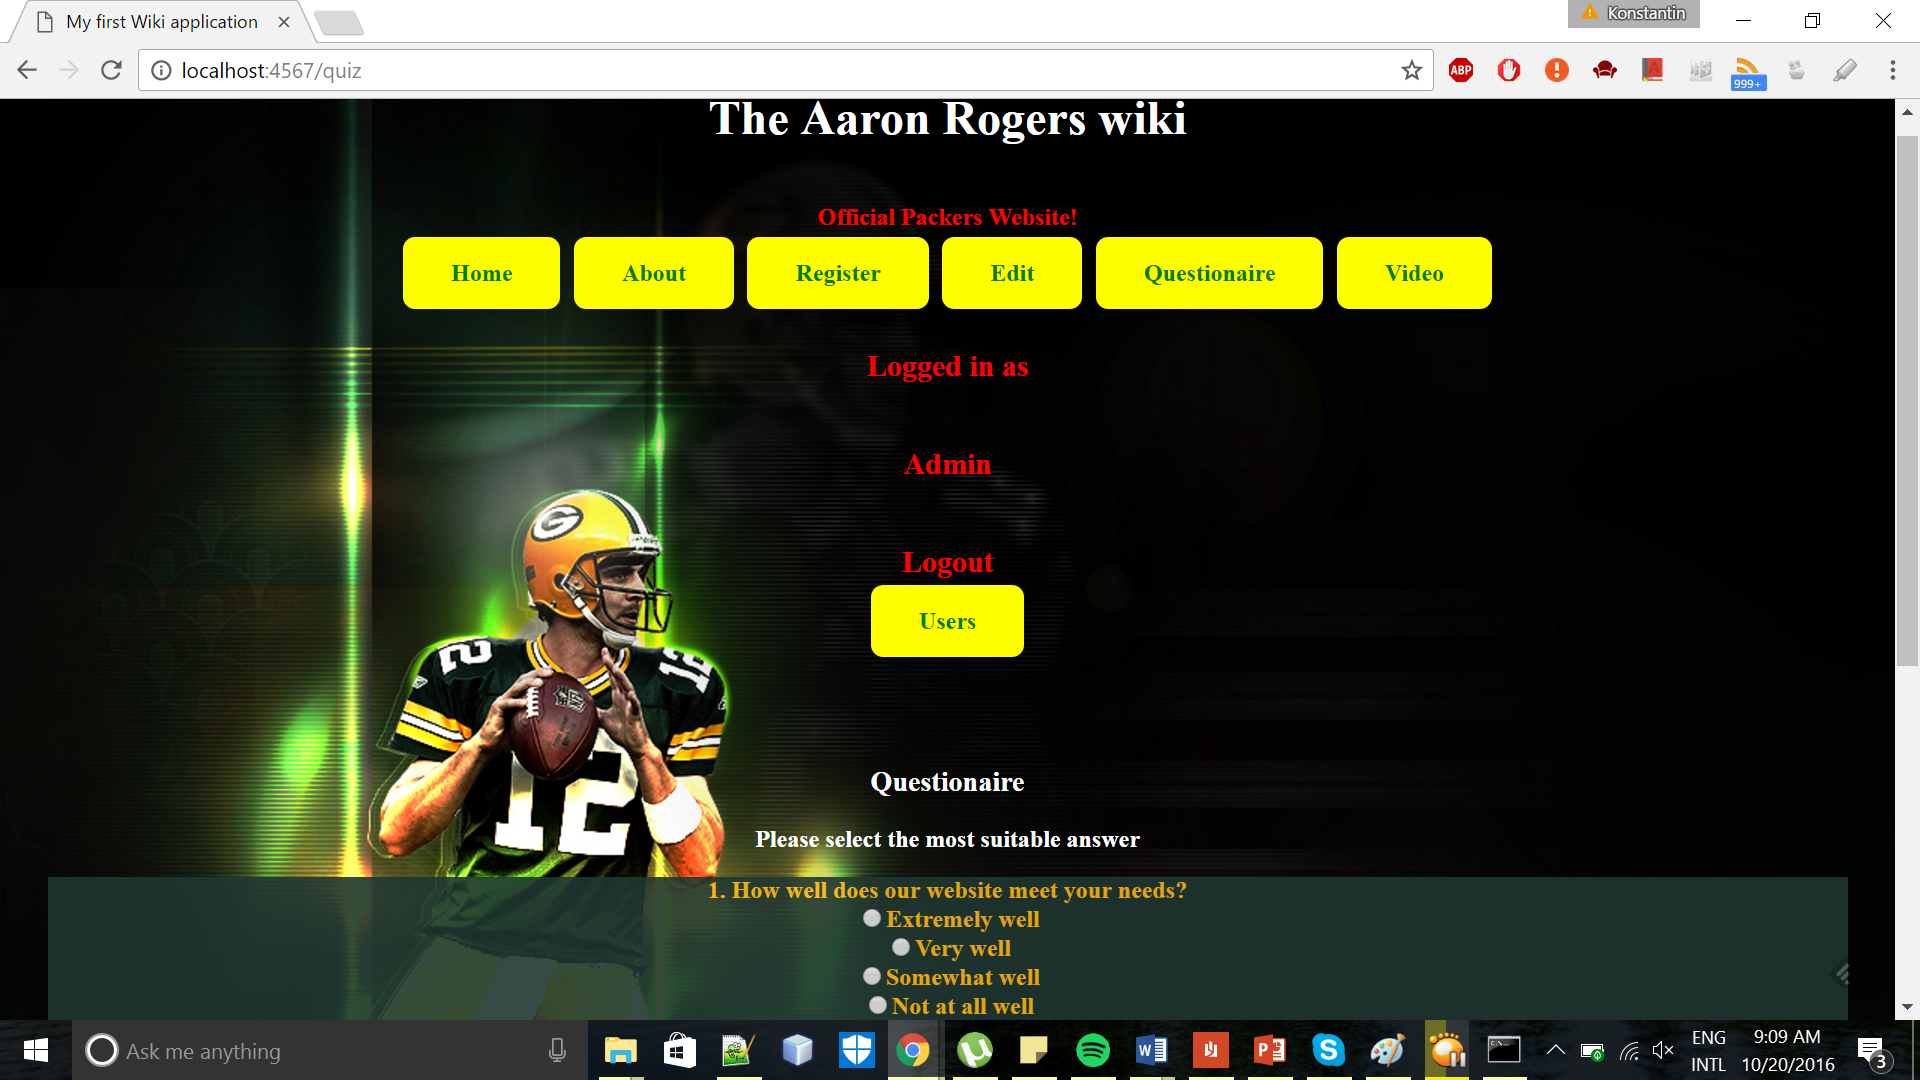 My first Wiki application
Konstantin
localhost:4567/quiz
ABP
999+
The Aaron Rogers wiki
Official Packers Website!
Home About Register Edit Questionaire Video
Logged in as
Admin
Logout
Users
G
12 12
12
Questionaire
Please select the most suitable answer
1. How well does our website meet your needs?
Extremely well
Very well
Somewhat well
Not at all well
Ask me anything
ENG 9:09 AM
INTL 10/20/2016
3